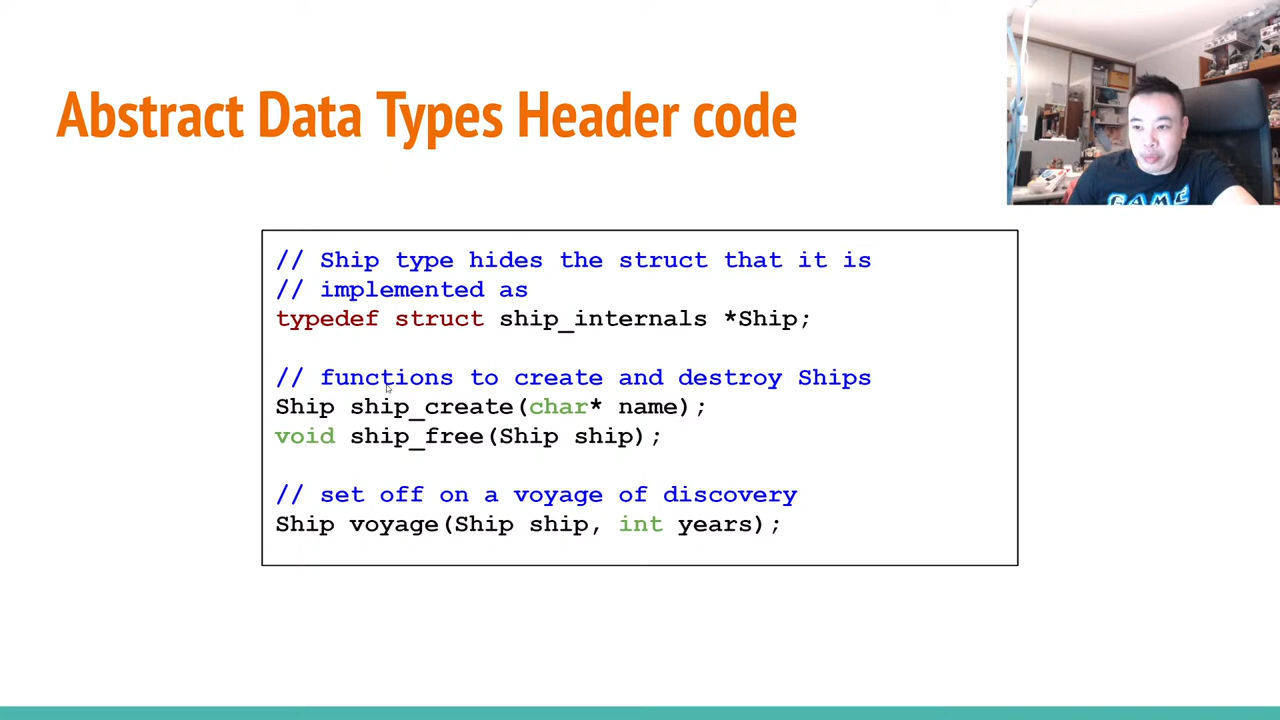 Abstract Data Types Header code
GAME
// Ship type hides the struct that it is
// implemented as
typedef struct ship_internals *Ship;
// functions to create and destroy Ships
Ship ship_create(char* name);
void ship_free(Ship ship);
// set off on a voyage of discovery
Ship voyage(Ship ship, int years);